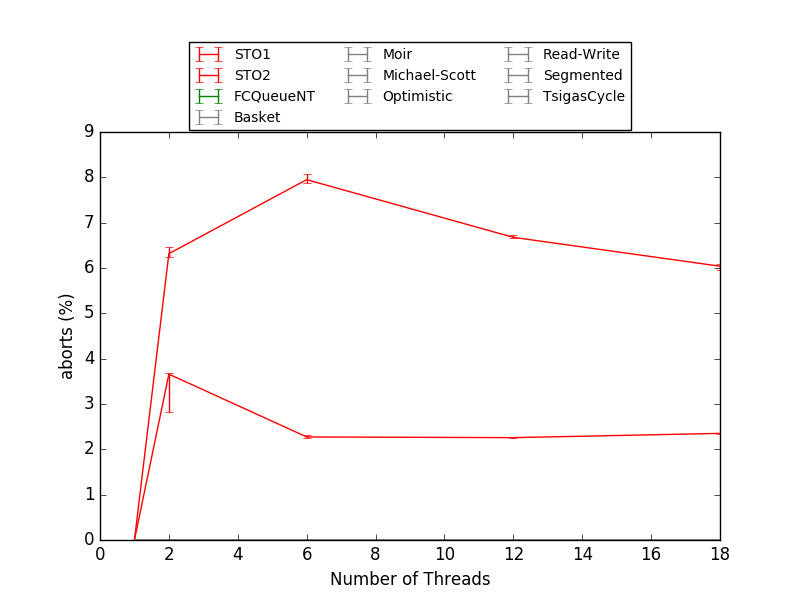 STO1 Moir Read-Write
STO2 Michael-Scott Segmented
FCQueueNT Optimistic TsigasCycle
Basket
9
8
7
6
5
4
3
2
1
0
aborts (%)
0 2 4 6 8 10 12 14 16 18
Number of Threads